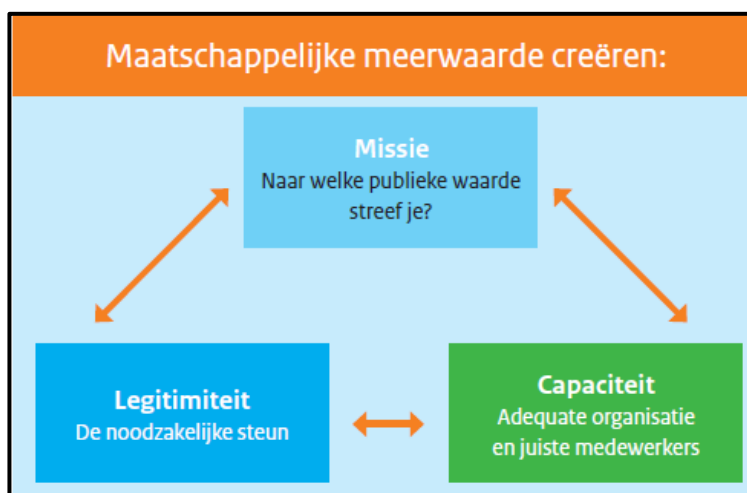 Maatschappelijke meerwaarde creëren:
Missie
Naar welke publieke waarde
streef je?
Legitimiteit
De noodzakelijke steun
Capaciteit
Adequate organisatie
en juiste medewerkers